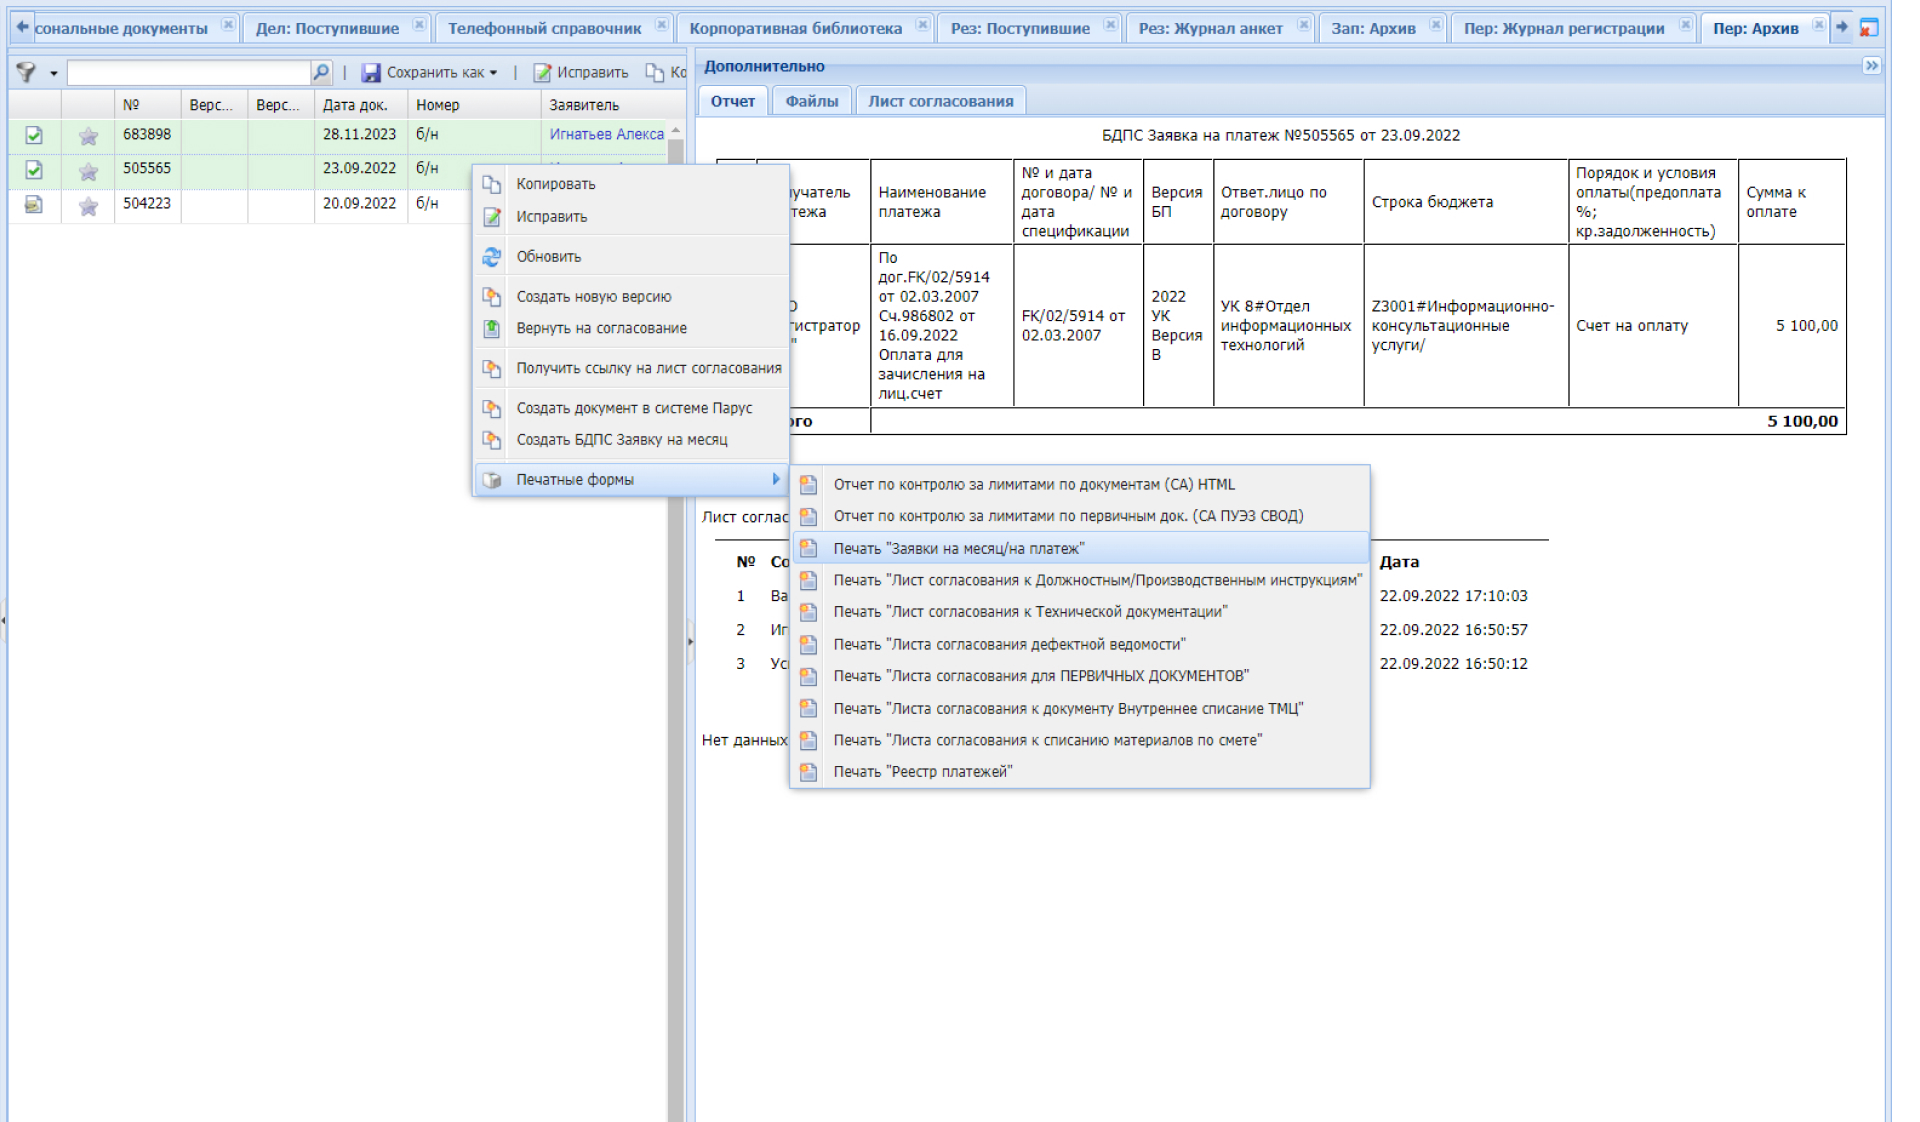 сональные документы
Дел: Поступившие
Телефонный справочник
Корпоративная библиотека
Рез: Поступившие
Рез: Журнал анкет
Зап: Архив
Пер: Журнал регистрации
Пер: Архив
| Сохранить как | Исправить Ко
№ Верс... Верс... Дата док. Номер Заявитель
683898 28.11.2023 б/н Игнатьев Алекса
505565 23.09.2022 б/н
504223 20.09.2022 б/н
Копировать
Исправить
Обновить
Создать новую версию
Вернуть на согласование
Получить ссылку на лист согласования
Создать документ в системе Парус
Создать БДПС Заявку на месяц
Печатные формы
Дополнительно
Отчет Файлы Лист согласования
БДПС Заявка на платеж №505565 от 23.09.2022
лучатель
тежа
Наименование
платежа
№ и дата
договора/ № и
дата
спецификации
Версия
БП
Ответ.лицо по
договору
Строка бюджета
Порядок и условия
оплаты(предоплата
%;
кр.задолженность)
Сумма к
оплате
О
гистратор
"
По
дог.FK/02/5914
от 02.03.2007
Сч.986802 от
16.09.2022
Оплата для
зачисления на
лиц.счет
FK/02/5914 от
02.03.2007
2022
УК
Версия
В
УК 8#Отдел
информационных
технологий
Z3001#Информационно-
консультационные
услуги/
Счет на оплату
5 100,00
ого 5 100,00
Лист соглас
№ Со Дата
1 Ва 22.09.2022 17:10:03
2 Иг 22.09.2022 16:50:57
3 Ус 22.09.2022 16:50:12
Нет данных
Отчет по контролю за лимитами по документам (СА) HTML
Отчет по контролю за лимитами по первичным док. (СА ПУЭЗ СВОД)
Печать "Заявки на месяц/на платеж"
Печать "Лист согласования к Должностным/Производственным инструкциям"
Печать "Лист согласования к Технической документации"
Печать "Листа согласования дефектной ведомости"
Печать "Листа согласования для ПЕРВИЧНЫХ ДОКУМЕНТОВ"
Печать "Листа согласования к документу Внутреннее списание ТМЦ"
Печать "Листа согласования к списанию материалов по смете"
Печать "Реестр платежей"